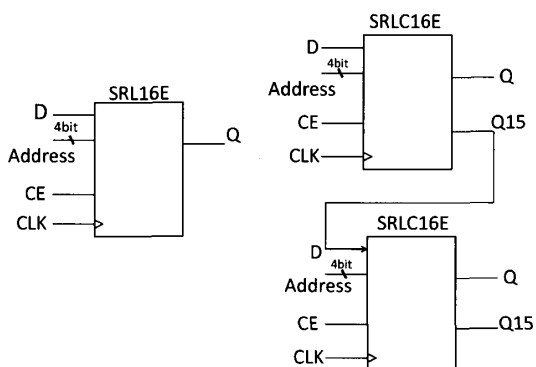 SRL16E
D
4bit
Address
CE
CLK
Q
SRLC16E
D
4bit
Address
CE
CLK
Q
Q15
SRLC16E
D
4bit
Address
CE
CLK
Q
Q15